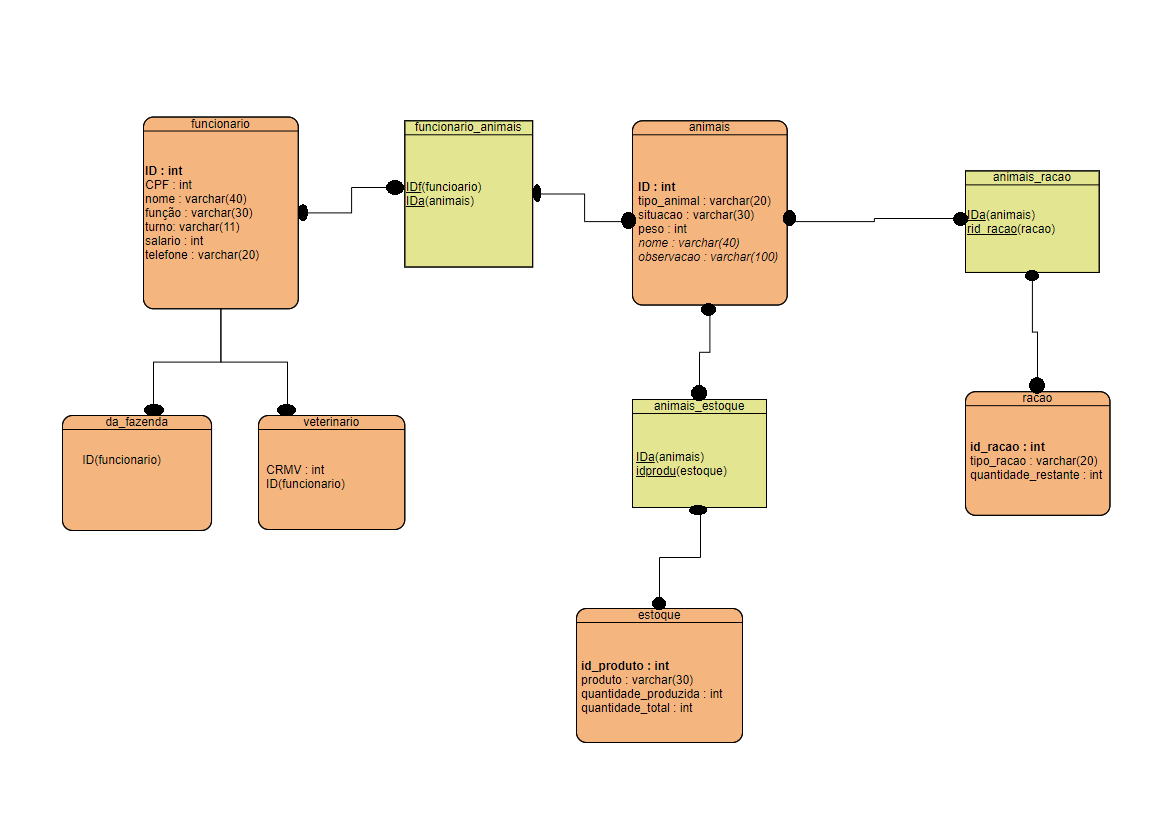 funcionario
ID : int
CPF : int
nome : varchar(40)
função : varchar(30)
turno: varchar(11)
salario : int
telefone : varchar(20)
funcionario_animais
IDf(funcioario)
IDa(animais)
animais
ID : int
tipo_animal : varchar(20)
situacao : varchar(30)
peso : int
nome : varchar(40)
observacao : varchar(100)
animais_racao
IDa(animais)
rid_racao(racao)
da_fazenda
ID(funcionario)
veterinario
CRMV : int
ID(funcionario)
animais_estoque
IDa(animais)
idprodu(estoque)
racao
id_racao : int
tipo_racao : varchar(20)
quantidade_restante : int
estoque
id_produto : int
produto : varchar(30)
quantidade_produzida : int
quantidade_total : int